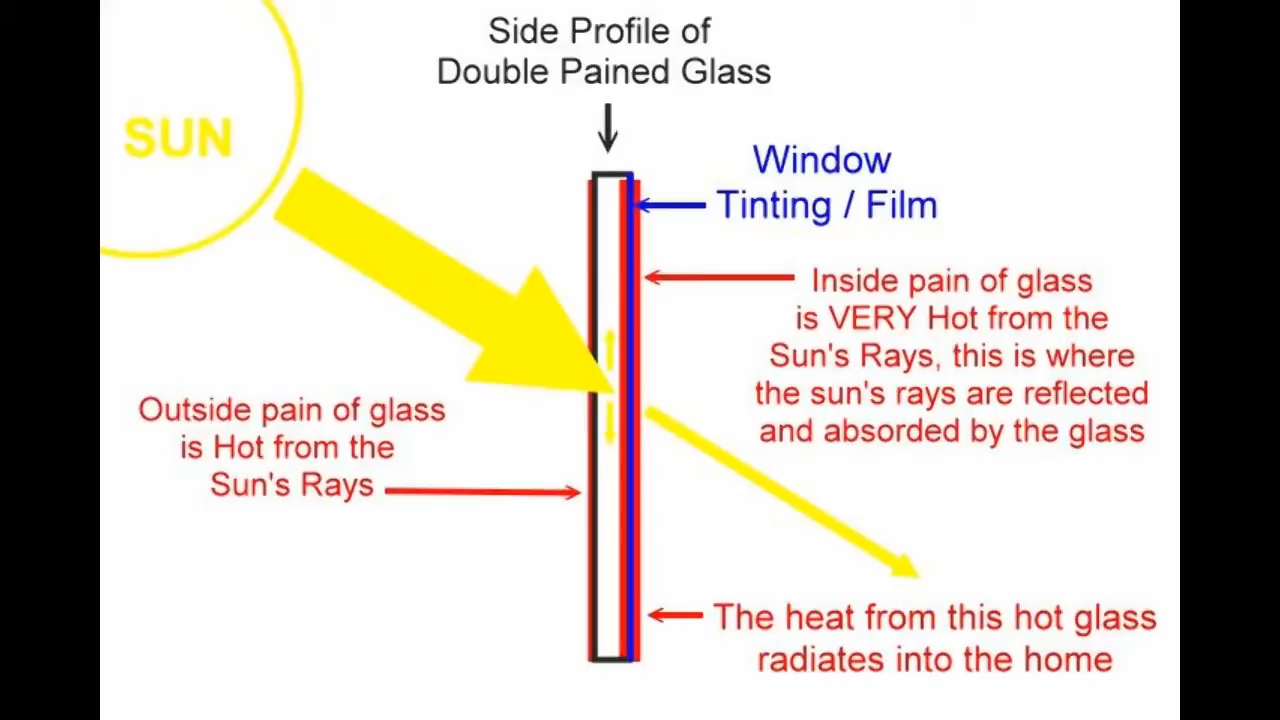 Side Profile of
Double Pained Glass
SUN
Window
Tinting / Film
Inside pain of glass
is VERY Hot from the
Sun's Rays, this is where
the sun's rays are reflected
and absorded by the glass
Outside pain of glass
is Hot from the
Sun's Rays
The heat from this hot glass
radiates into the home